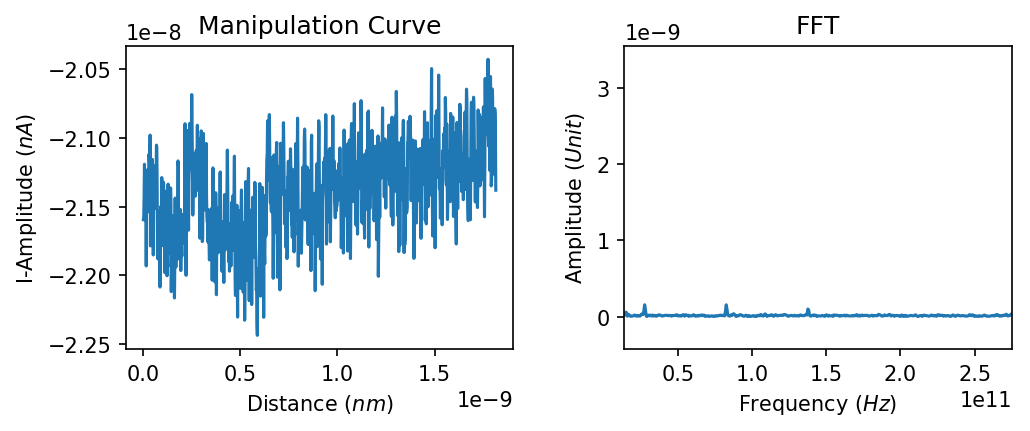 Manipulation Curve
1e−8
−2.05
−2.10
−2.15
−2.20
−2.25
I-Amplitude (nA)
0.0 0.5 1.0 1.5
1e−9
Distance (nm)
FFT
1e−9
3
2
1
0
Amplitude (Unit)
0.5 1.0 1.5 2.0 2.5
1e11
Frequency (Hz)